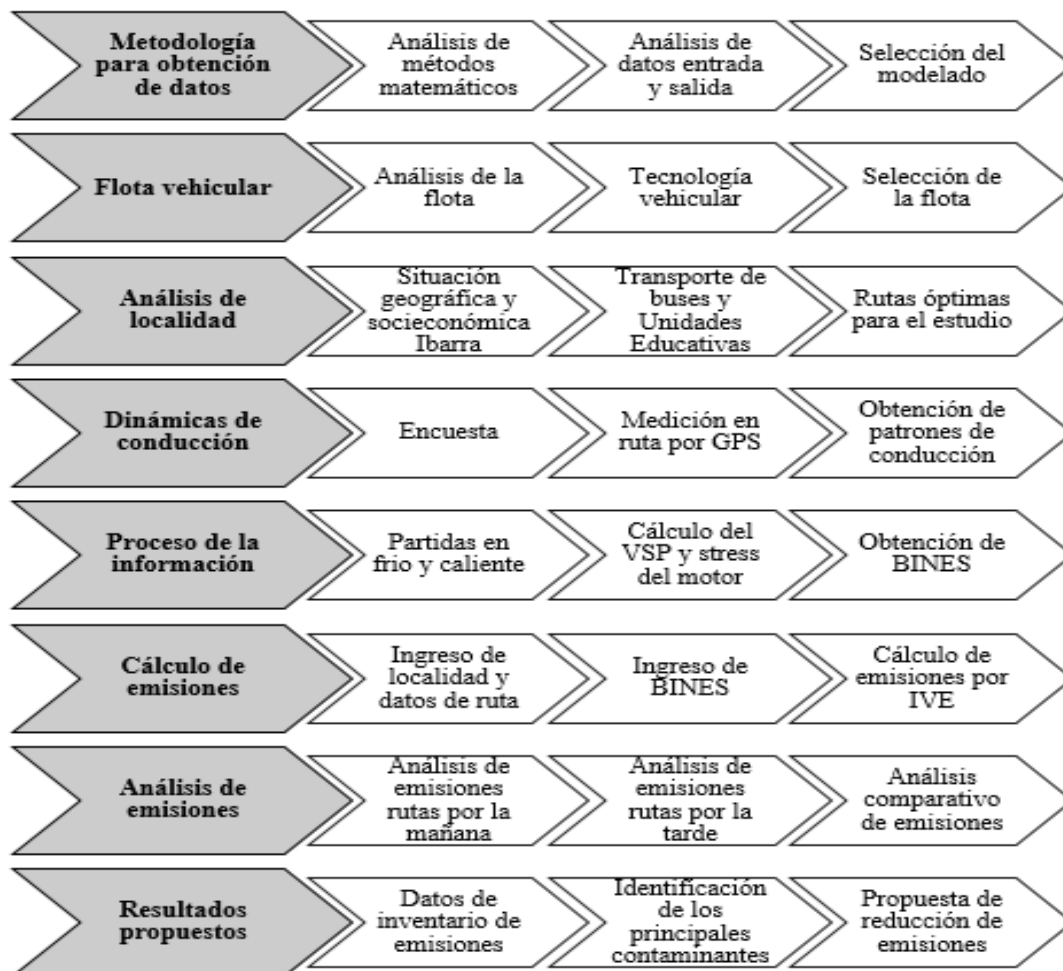 Metodología
para obtención
de datos
Análisis de
métodos
matemáticos
Análisis de
datos entrada
y salida
Selección del
modelado
Flota vehicular
Análisis de la
flota
Tecnología
vehicular
Selección de
la flota
Análisis de
localidad
Situación
geográfica y
socieconómica
Ibarra
Transporte de
buses y
Unidades
Educativas
Rutas óptimas
para el estudio
Dinámicas de
conducción
Encuesta
Medición en
ruta por GPS
Obtención de
patrones de
conducción
Proceso de la
información
Partidas en
frio y caliente
Cálculo del
VSP y stress
del motor
Obtención de
BINES
Cálculo de
emisiones
Ingreso de
localidad y
datos de ruta
Ingreso de
BINES
Cálculo de
emisiones por
IVE
Análisis de
emisiones
Análisis de
emisiones
rutas por la
mañana
Análisis de
emisiones
rutas por la
tarde
Análisis
comparativo
de emisiones
Resultados
propuestos
Datos de
inventario de
emisiones
Identificación
de los
principales
contaminantes
Propuesta de
reducción de
emisiones